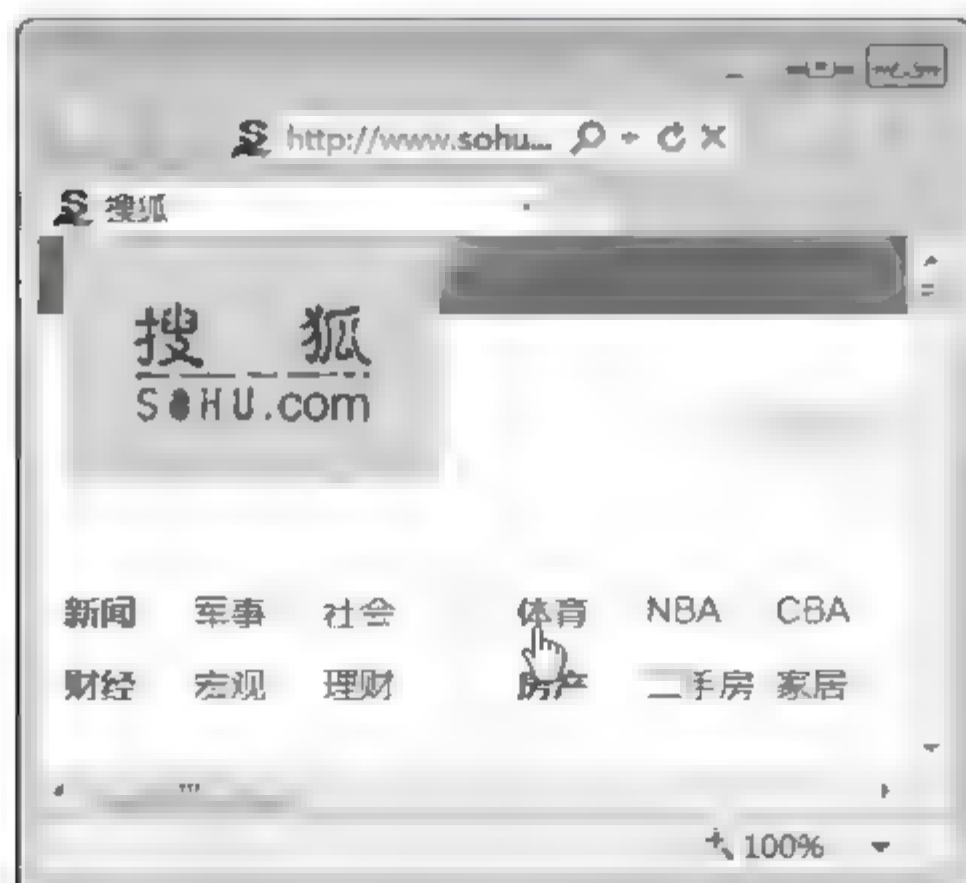 http://www.sohu...
搜狐
搜 狐
SOHU.com
新闻 军事 社会 体育 NBA CBA
财经 宏观 理财 房产 二手房 家居
100%